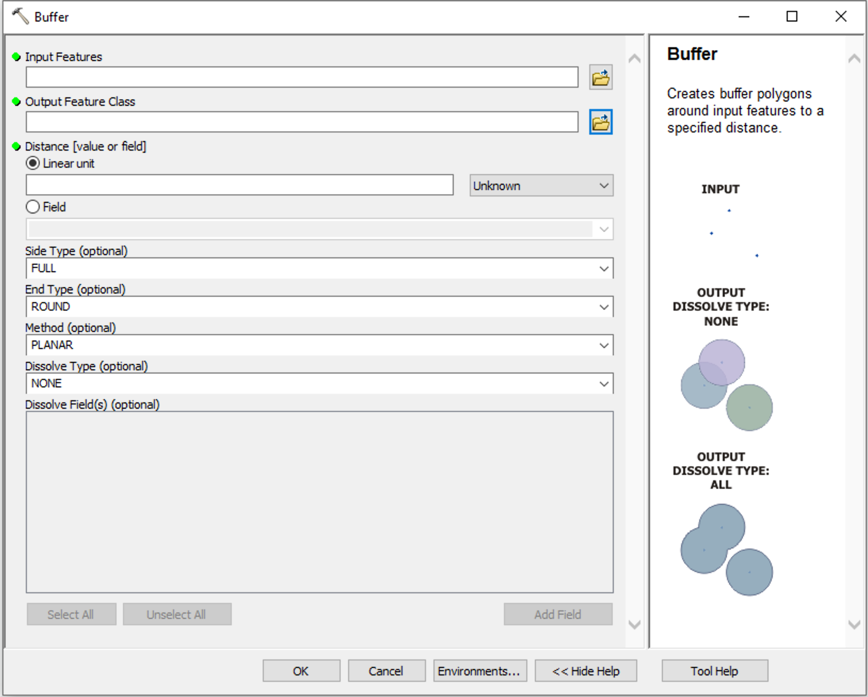 Buffer
Input Features
Output Feature Class
Distance [value or field]
Linear unit
Unknown
Field
Side Type (optional)
FULL
End Type (optional)
ROUND
Method (optional)
PLANAR
Dissolve Type (optional)
NONE
Dissolve Field(s) (optional)
Select All
Unselect All
Add Field
OK
Cancel
Environments...
<< Hide Help
Tool Help
Buffer
Creates buffer polygons
around input features to a
specified distance.
INPUT
OUTPUT
DISSOLVE TYPE:
NONE
OUTPUT
DISSOLVE TYPE:
ALL